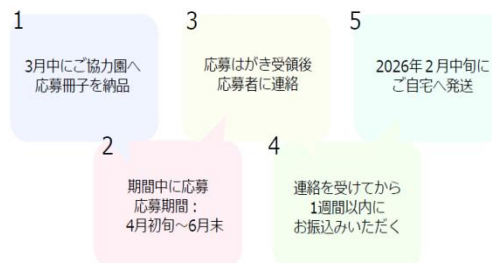 1
3月中にご協力園へ
応募冊子を納品
2
期間中に応募
応募期間：
4月初旬～6月末
3
応募はがき受領後
応募者に連絡
4
連絡を受けてから
1週間以内に
お振込みいただく
5
2026年２月中旬に
ご自宅へ発送